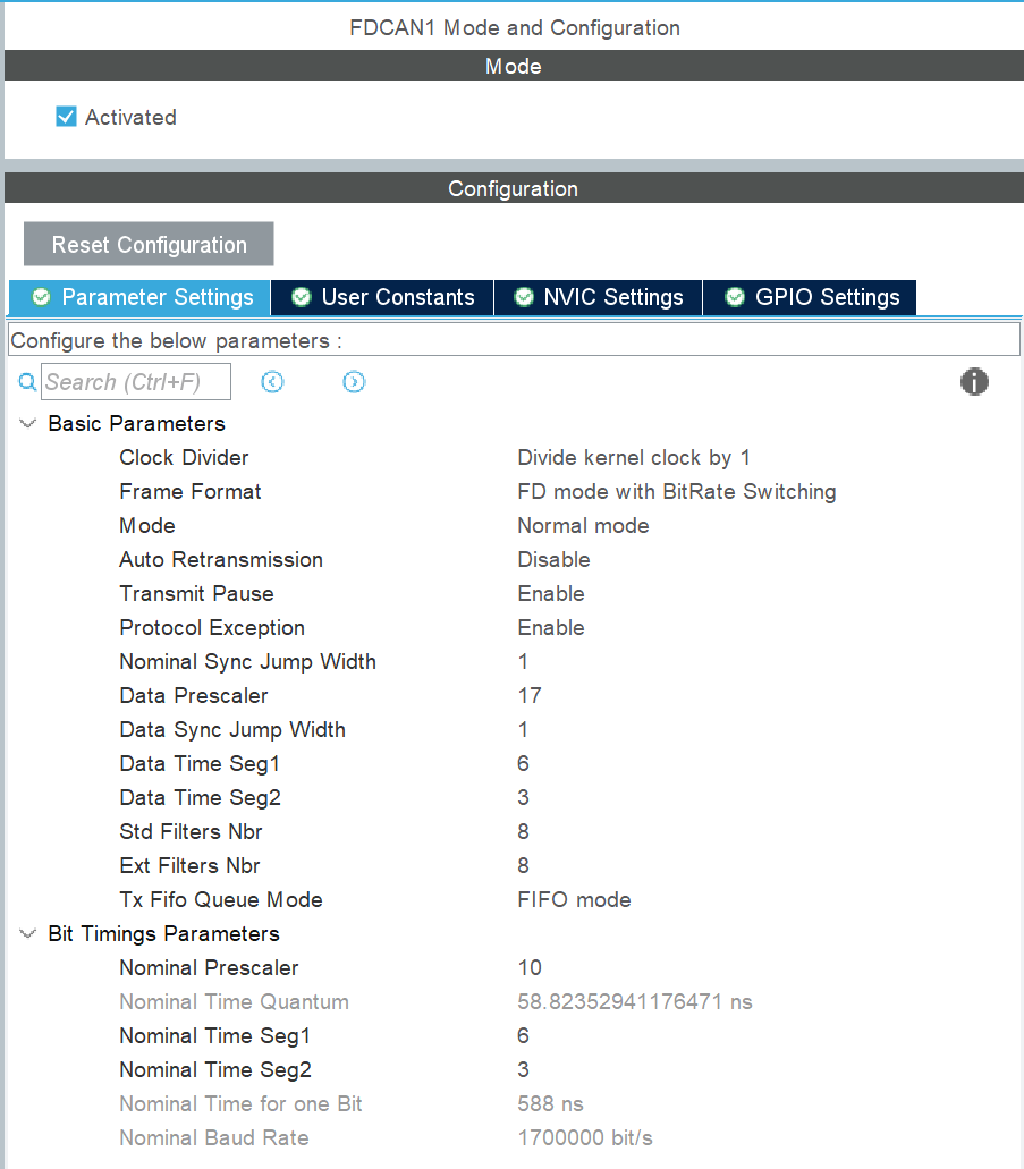 FDCAN1 Mode and Configuration
Mode
Activated
Configuration
Reset Configuration
Parameter Settings User Constants NVIC Settings GPIO Settings
Configure the below parameters :
Search (Ctrl+F)
Basic Parameters
Clock Divider Divide kernel clock by 1
Frame Format FD mode with BitRate Switching
Mode Normal mode
Auto Retransmission Disable
Transmit Pause Enable
Protocol Exception Enable
Nominal Sync Jump Width 1
Data Prescaler 17
Data Sync Jump Width 1
Data Time Seg1 6
Data Time Seg2 3
Std Filters Nbr 8
Ext Filters Nbr 8
Tx Fifo Queue Mode FIFO mode
Bit Timings Parameters
Nominal Prescaler 10
Nominal Time Quantum 58.82352941176471 ns
Nominal Time Seg1 6
Nominal Time Seg2 3
Nominal Time for one Bit 588 ns
Nominal Baud Rate 1700000 bit/s